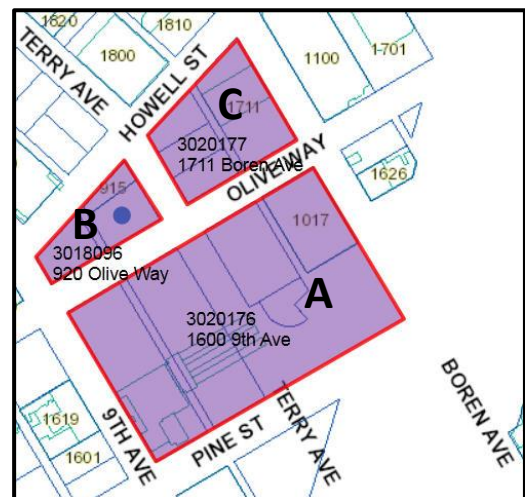 1820
1810
TERRY AVE
1800
HOWELL ST
1100
1701
C
1711
3020177
1711 Boren Ave
OLIVE WAY
1626
915
B
3018096
920 Olive Way
1017
A
3020176
1600 9th Ave
BOREN AVE
TERRY AVE
1619
9TH AVE
PINE ST
1601